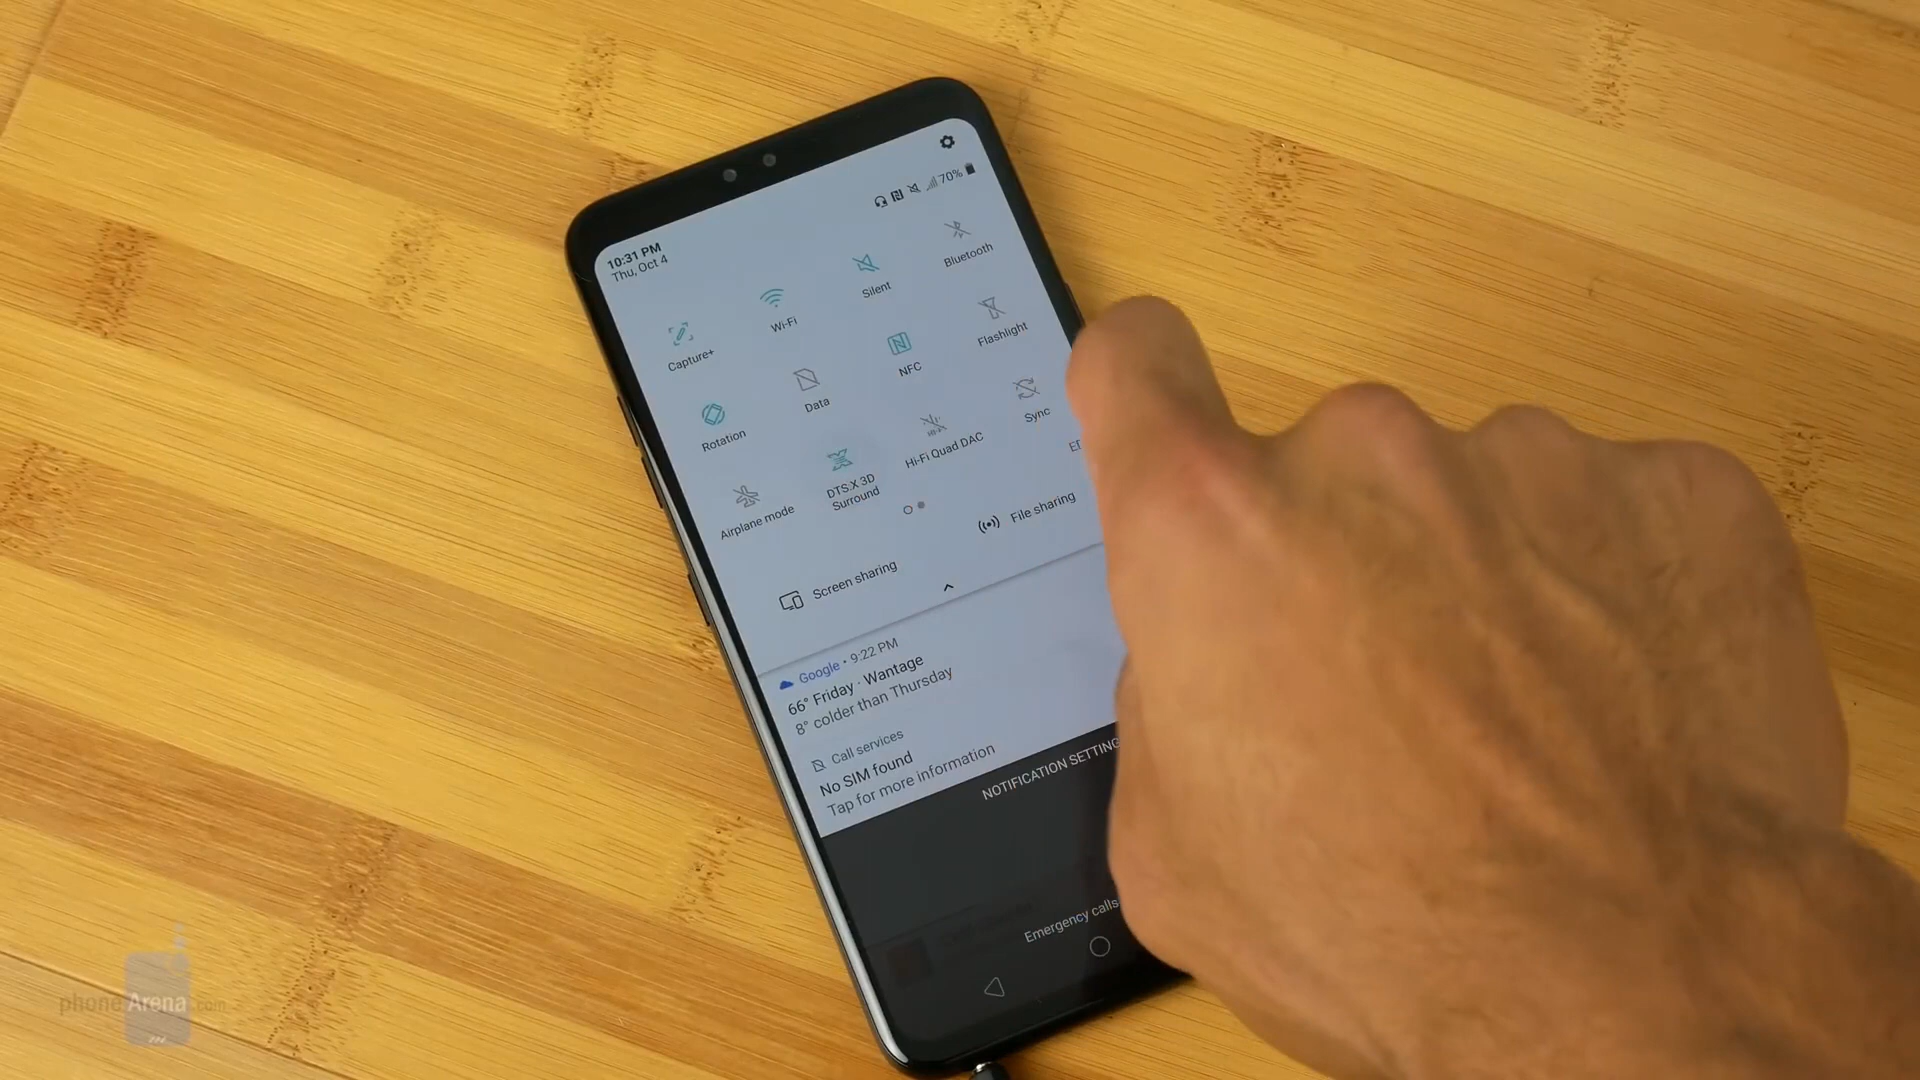 10:31 PM
Thu, Oct 4
70%
Capture+
Wi-Fi
Silent
Bluetooth
Rotation
Data
NFC
Flashlight
Airplane mode
DTS:X 3D
Surround
Hi-Fi Quad DAC
Sync
Screen sharing
File sharing
Google • 9:22 PM
66° Friday · Wantage
8° colder than Thursday
Call services
No SIM found
Tap for more information
NOTIFICATION SETTING
Emergency calls
phoneArena.com